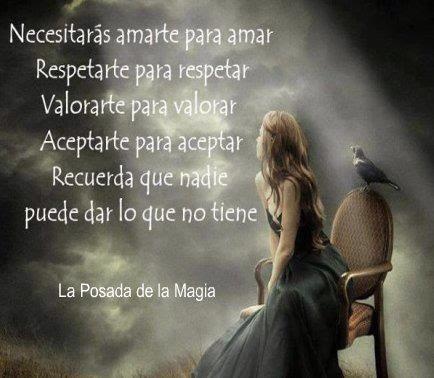 Necesitarás amarte para amar
Respetarte para respetar
Valorarte para valorar
Aceptarte para aceptar
Recuerda que nadie
puede dar lo que no tiene
La Posada de la Magia